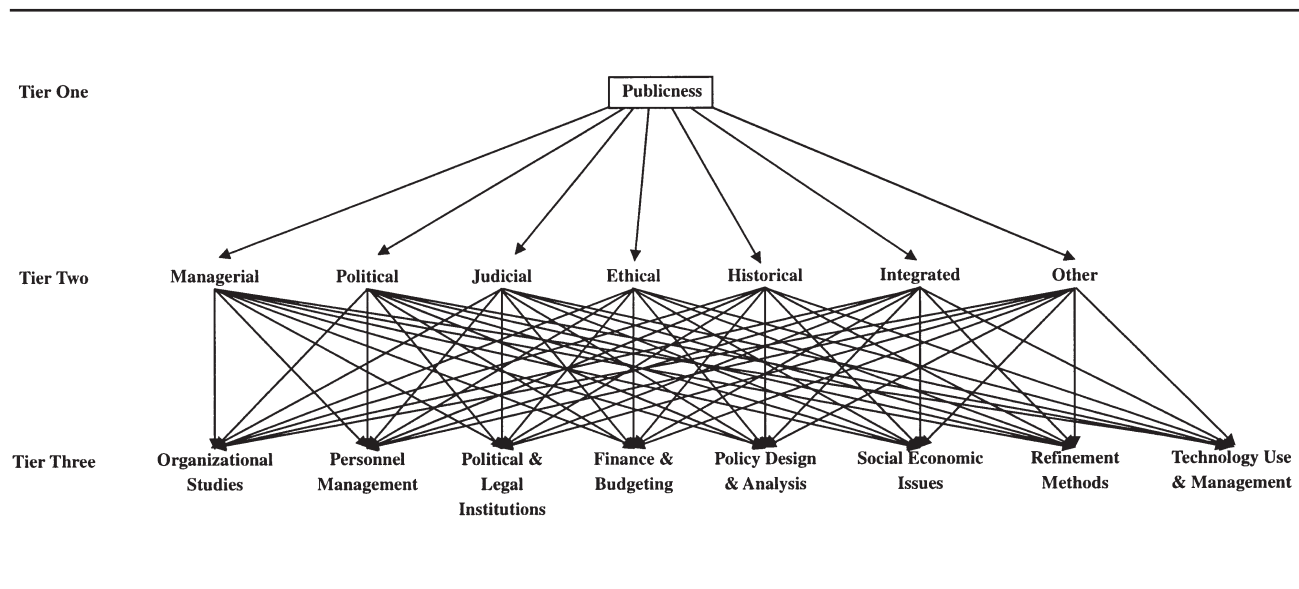 Tier One
Publicness
Tier Two
Managerial
Political
Judicial
Ethical
Historical
Integrated
Other
Tier Three
Organizational
Studies
Personnel
Management
Political &
Legal
Institutions
Finance &
Budgeting
Policy Design
& Analysis
Social Economic
Issues
Refinement
Methods
Technology Use
& Management